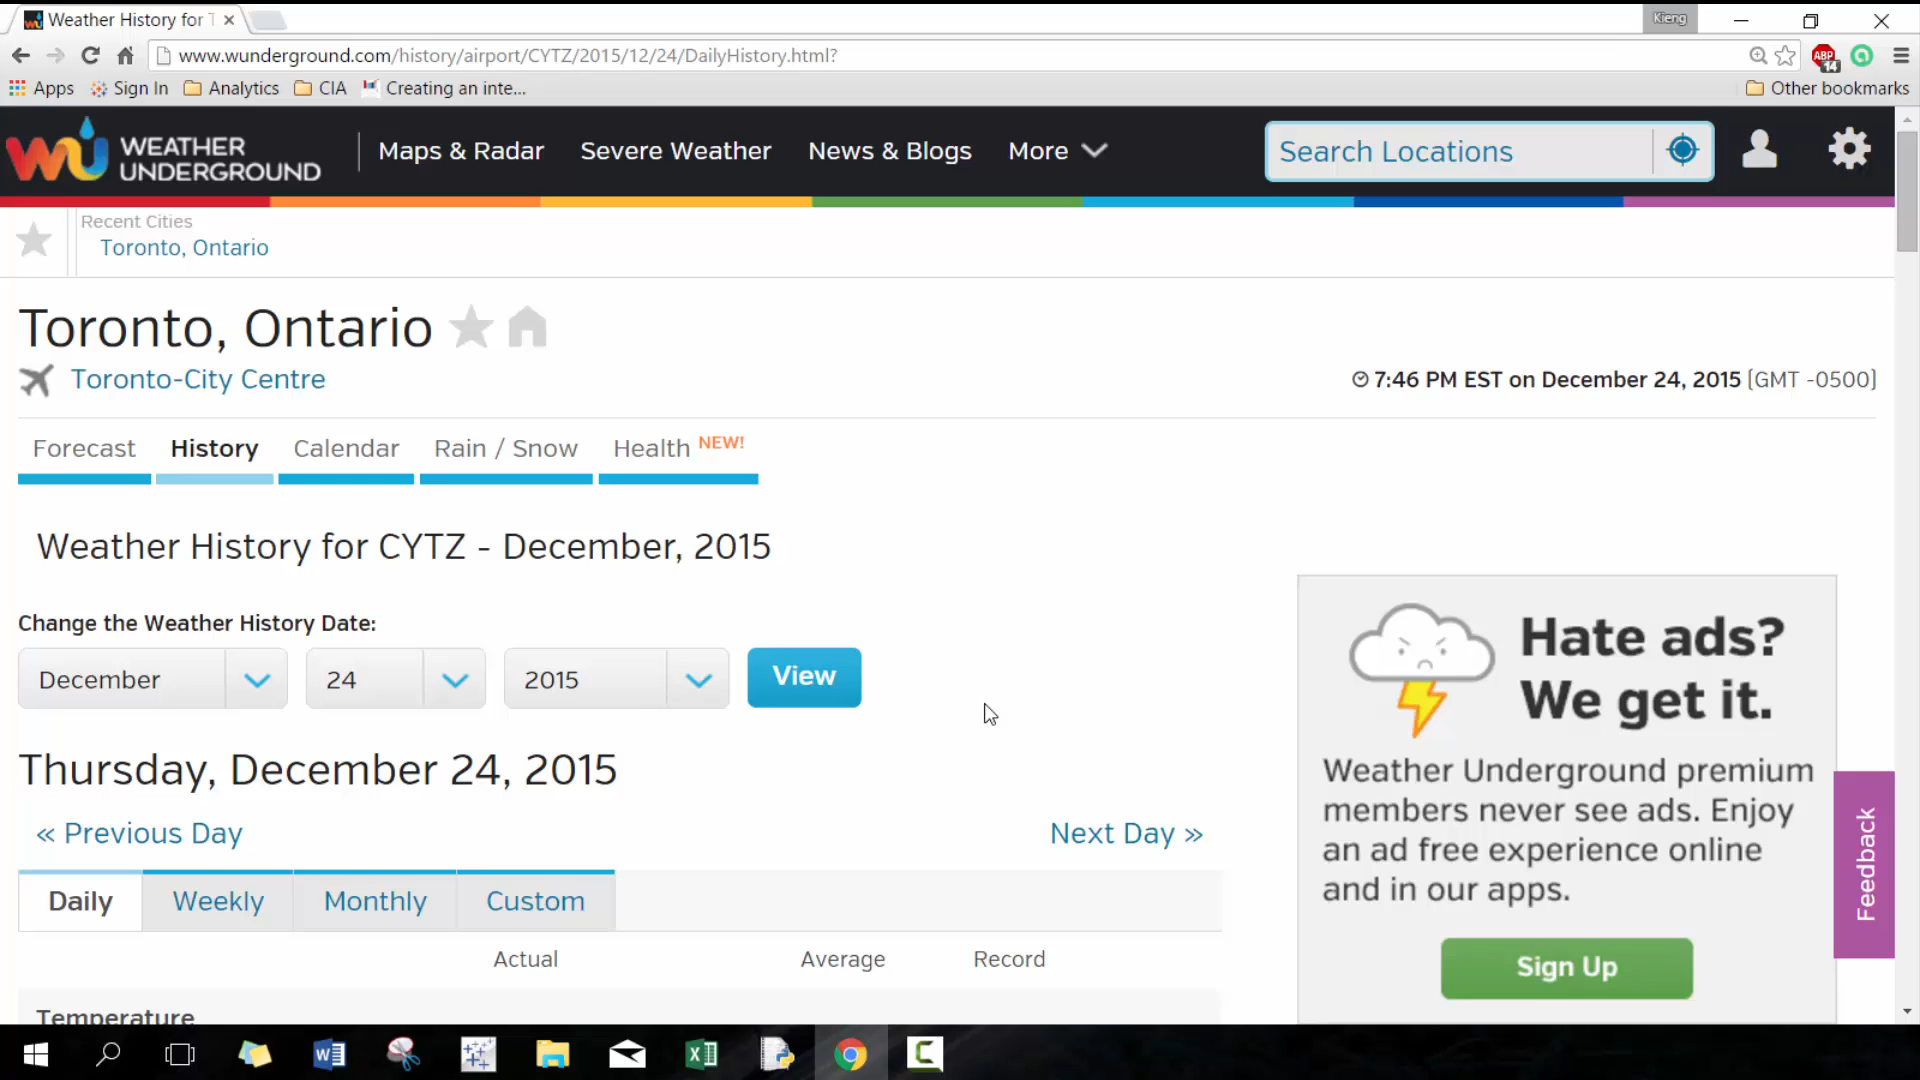 Weather History for T
Kieng
www.wunderground.com/history/airport/CYTZ/2015/12/24/DailyHistory.html?
ABP
14
Apps Sign In Analytics CIA Creating an inte... Other bookmarks
WU WEATHER UNDERGROUND
Maps & Radar Severe Weather News & Blogs More
Search Locations
Recent Cities
Toronto, Ontario
Toronto, Ontario
Toronto-City Centre
7:46 PM EST on December 24, 2015 (GMT -0500)
Forecast History Calendar Rain / Snow Health NEW!
Weather History for CYTZ - December, 2015
Change the Weather History Date:
December 24 2015 View
Thursday, December 24, 2015
« Previous Day Next Day »
Daily Weekly Monthly Custom
Actual Average Record
Temperature
Hate ads?
We get it.
Weather Underground premium
members never see ads. Enjoy
an ad free experience online
and in our apps.
Sign Up
Feedback